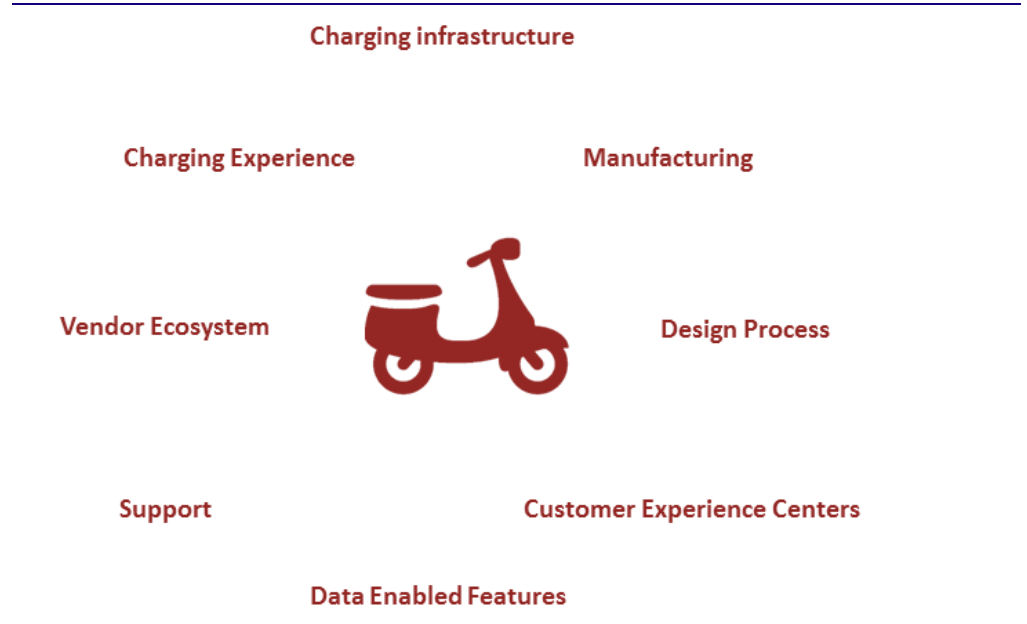 Charging infrastructure
Charging Experience
Manufacturing
Vendor Ecosystem
Design Process
Support
Customer Experience Centers
Data Enabled Features